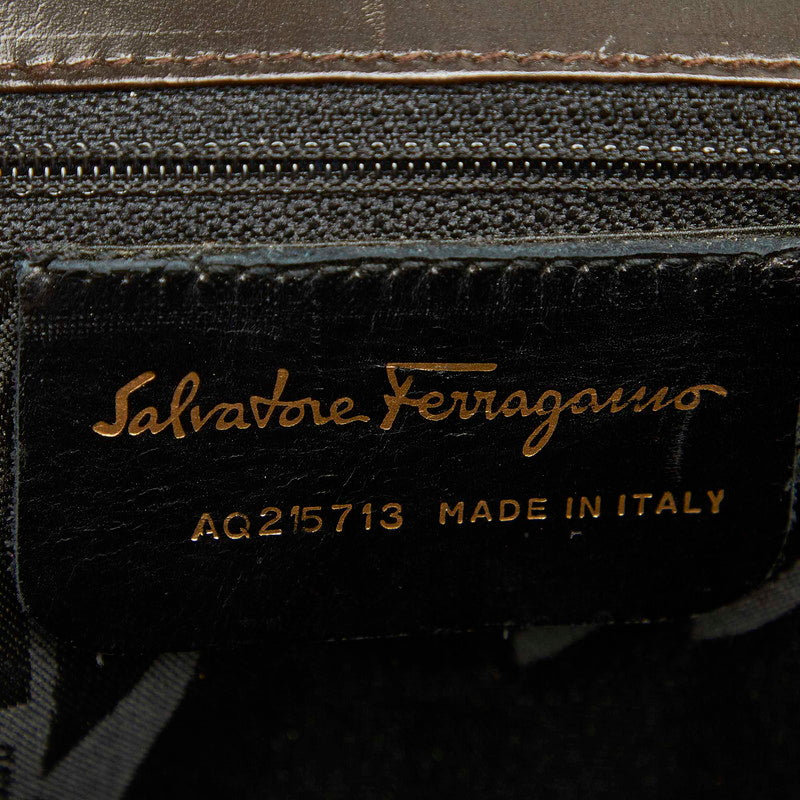 Salvatore Ferragamo
AQ215713 MADE IN ITALY